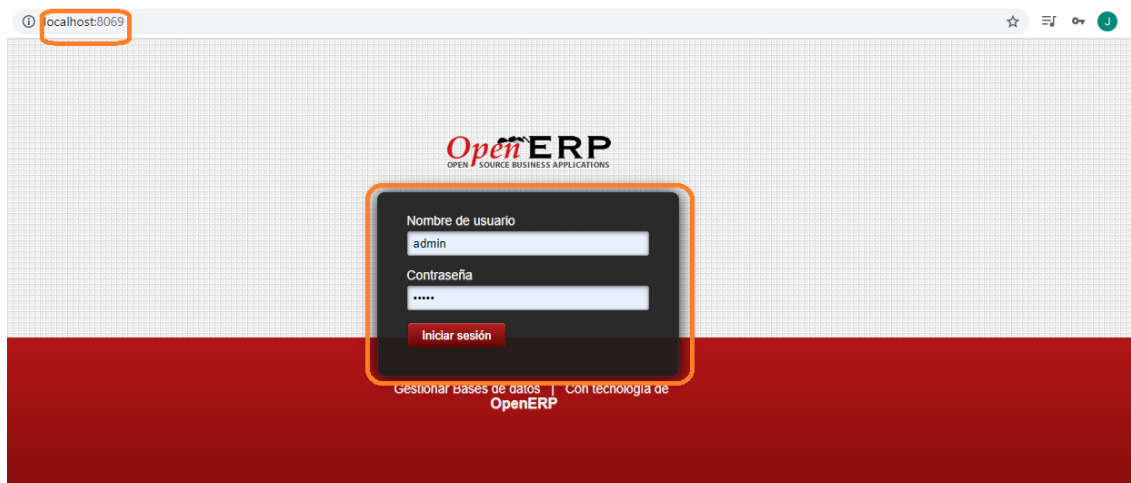 localhost:8069
J
OpenERP
OPEN SOURCE BUSINESS APPLICATIONS
Nombre de usuario
admin
Contraseña
•••••
Iniciar sesión
Gestionar Bases de datos | Con tecnología de
OpenERP